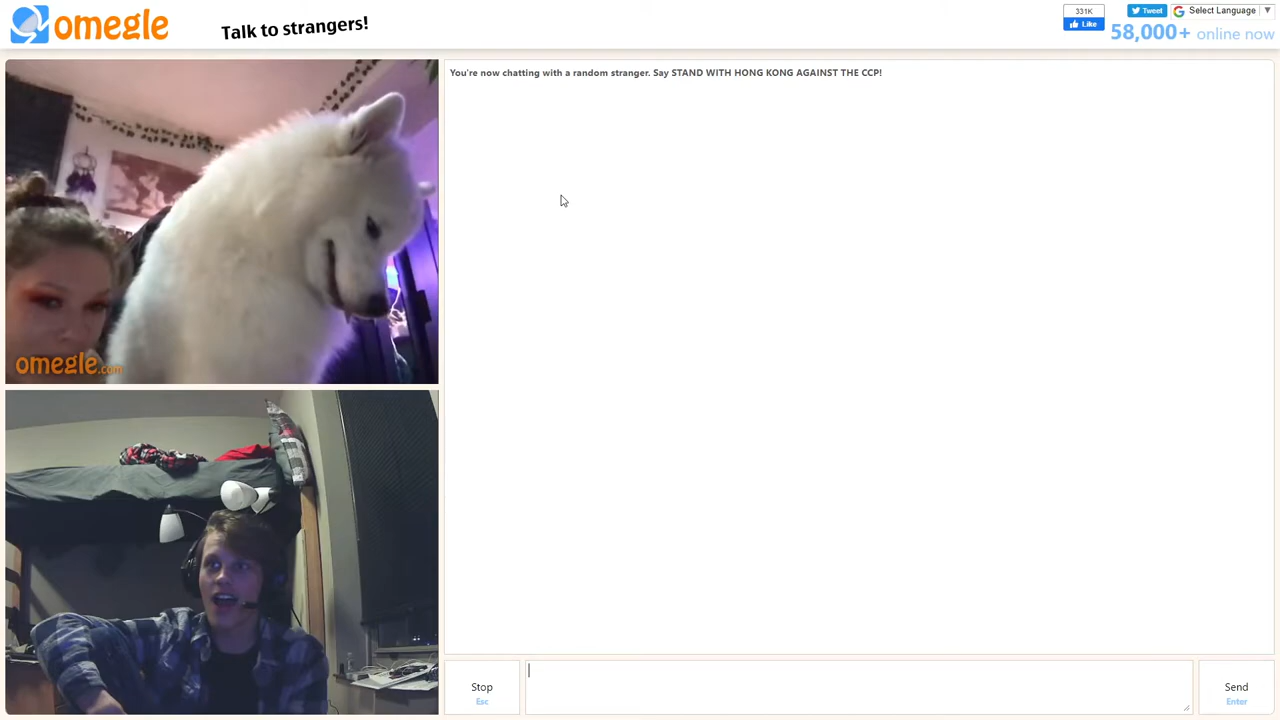 omegle
Talk to strangers!
331K
Like
Tweet
Select Language
58,000+ online now
You're now chatting with a random stranger. Say STAND WITH HONG KONG AGAINST THE CCP!
omegle.com
Stop
Esc
Send
Enter